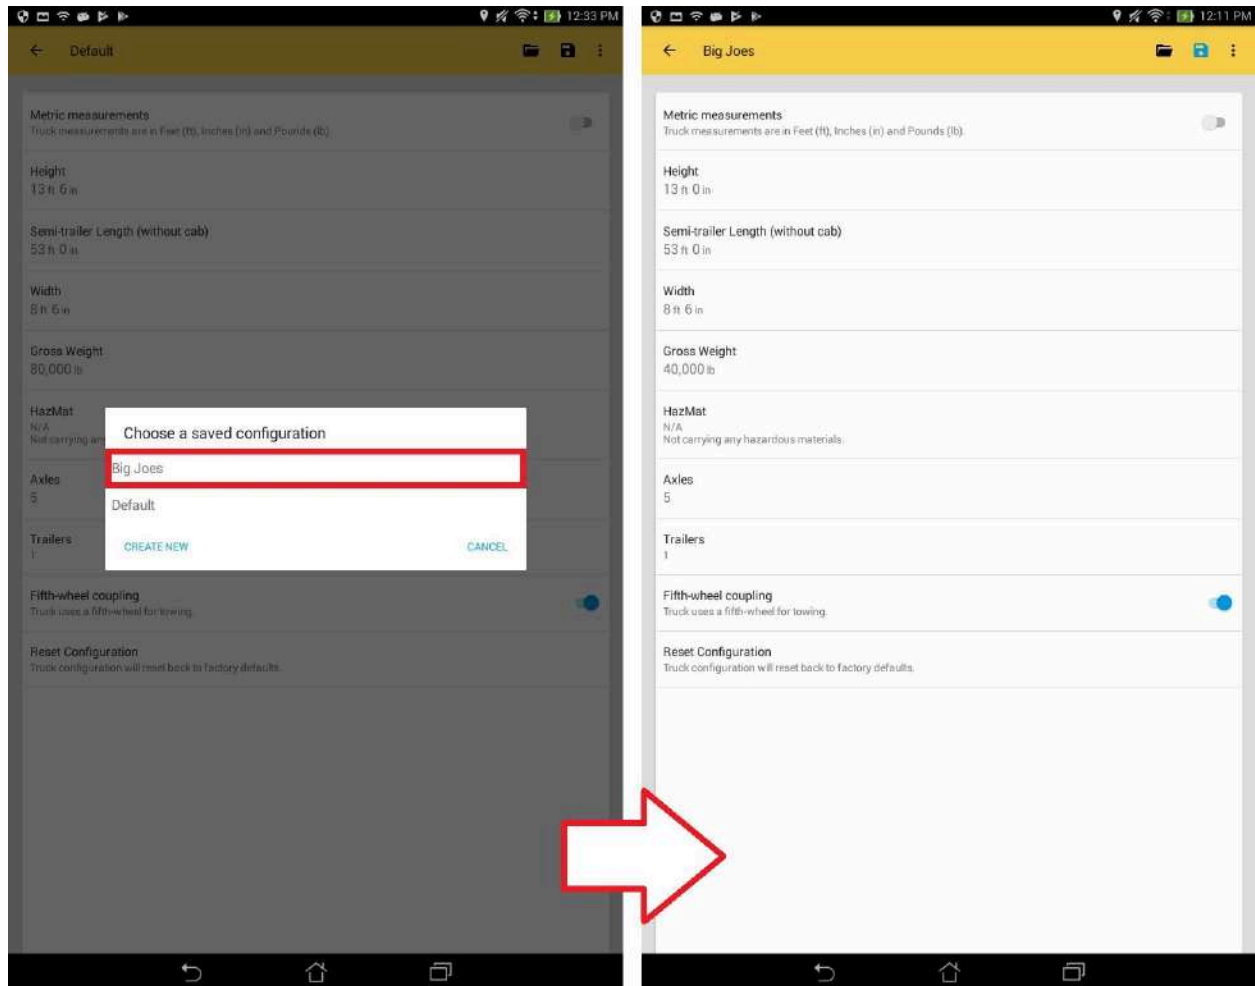 12:33 PM
Default
Metric measurements
Truck measurements are in Feet (ft), Inches (in) and Pounds (lb).
Height
13 ft 6 in
Semi-trailer Length (without cab)
53 ft 0 in
Width
8 ft 6 in
Gross Weight
80,000 lb
HazMat
N/A
Not carrying any
Choose a saved configuration
Big Joes
Default
CREATE NEW CANCEL
Axles
5
Trailers
1
Fifth-wheel coupling
Truck uses a fifth-wheel for towing.
Reset Configuration
Truck configuration will reset back to factory defaults.
12:11 PM
Big Joes
Metric measurements
Truck measurements are in Feet (ft), Inches (in) and Pounds (lb).
Height
13 ft 0 in
Semi-trailer Length (without cab)
53 ft 0 in
Width
8 ft 6 in
Gross Weight
40,000 lb
HazMat
N/A
Not carrying any hazardous materials.
Axles
5
Trailers
1
Fifth-wheel coupling
Truck uses a fifth-wheel for towing.
Reset Configuration
Truck configuration will reset back to factory defaults.